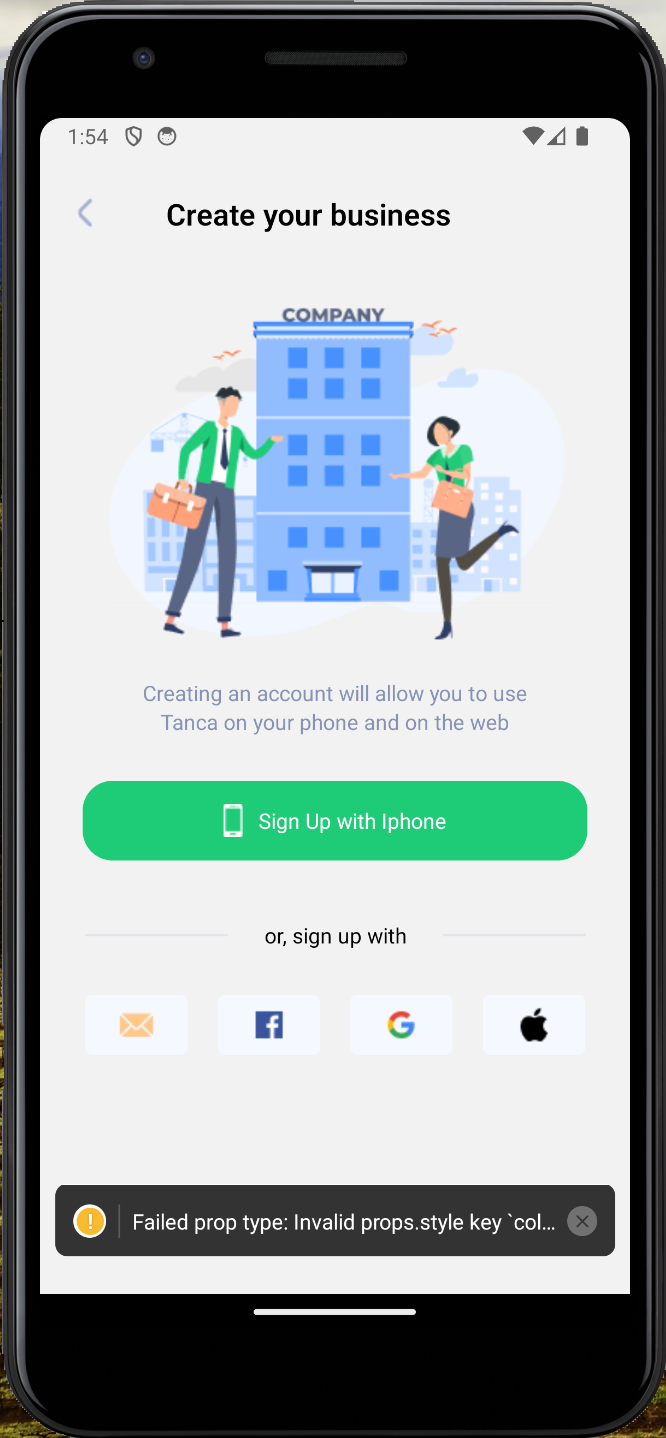 1:54
Create your business
COMPANY
Creating an account will allow you to use
Tanca on your phone and on the web
Sign Up with Iphone
or, sign up with
Failed prop type: Invalid props.style key `col...